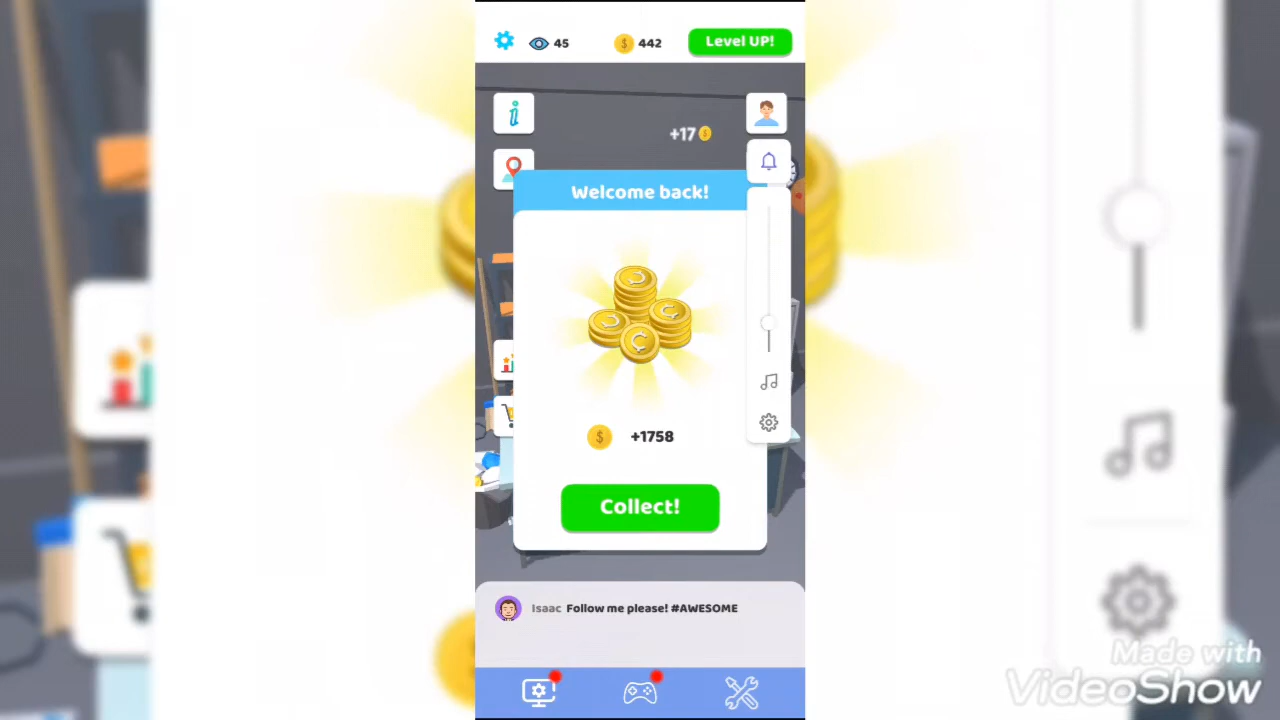 45
442
Level UP!
+17
Welcome back!
+1758
Collect!
Isaac Follow me please! #AWESOME
Made with
VideoShow